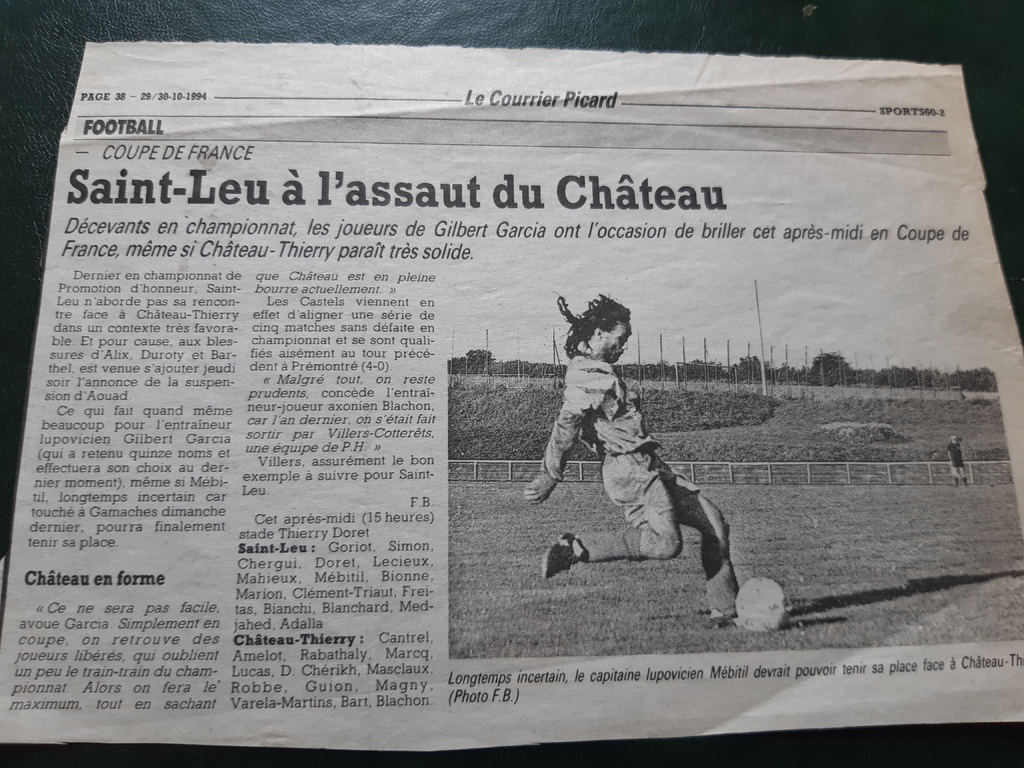 PAGE 38 - 29/30-10-1994
Le Courrier Picard
SPORTS60-2
FOOTBALL
— COUPE DE FRANCE
Saint-Leu à l'assaut du Château
Décevants en championnat, les joueurs de Gilbert Garcia ont l'occasion de briller cet après-midi en Coupe de
France, même si Château-Thierry paraît très solide.
Dernier en championnat de
Promotion d'honneur, Saint-
Leu n'aborde pas sa rencon-
tre face à Château-Thierry
dans un contexte très favora-
ble. Et pour cause, aux bles-
sures d'Alix, Duroty et Bar-
thel, est venue s'ajouter jeudi
soir l'annonce de la suspen-
sion d'Aouad.
Ce qui fait quand même
beaucoup pour l'entraîneur
lupovicien Gilbert Garcia
(qui a retenu quinze noms et
effectuera son choix au der-
nier moment), même si Mébi-
til, longtemps incertain car
touché à Gamaches dimanche
dernier, pourra finalement
tenir sa place.
Château en forme
« Ce ne sera pas facile,
avoue Garcia. Simplement en
coupe, on retrouve des
joueurs libérés, qui oublient
un peu le train-train du cham-
pionnat. Alors on fera le
maximum, tout en sachant
que Château est en pleine
bourre actuellement. »
Les Castels viennent en
effet d'aligner une série de
cinq matches sans défaite en
championnat et se sont quali-
fiés aisément au tour précé-
dent à Prémontré (4-0).
« Malgré tout, on reste
prudents, concède l'entraî-
neur-joueur axonien Blachon,
car l'an dernier, on s'était fait
sortir par Villers-Cotterêts,
une équipe de P.H. »
Villers, assurément le bon
exemple à suivre pour Saint-
Leu.
F.B.
Cet après-midi (15 heures)
stade Thierry Doret
Saint-Leu : Goriot, Simon,
Chergui, Doret, Lecieux,
Mahieux, Mébitil, Bionne,
Marion, Clément-Triaut, Frei-
tas, Bianchi, Blanchard, Med-
jahed, Adalla
Château-Thierry : Cantrel,
Amelot, Rabathaly, Marcq,
Lucas, D. Chérikh, Masclaux,
Robbe, Guion, Magny,
Varela-Martins, Bart, Blachon.
Longtemps incertain, le capitaine lupovicien Mébitil devrait pouvoir tenir sa place face à Château-Thi
(Photo F.B.)